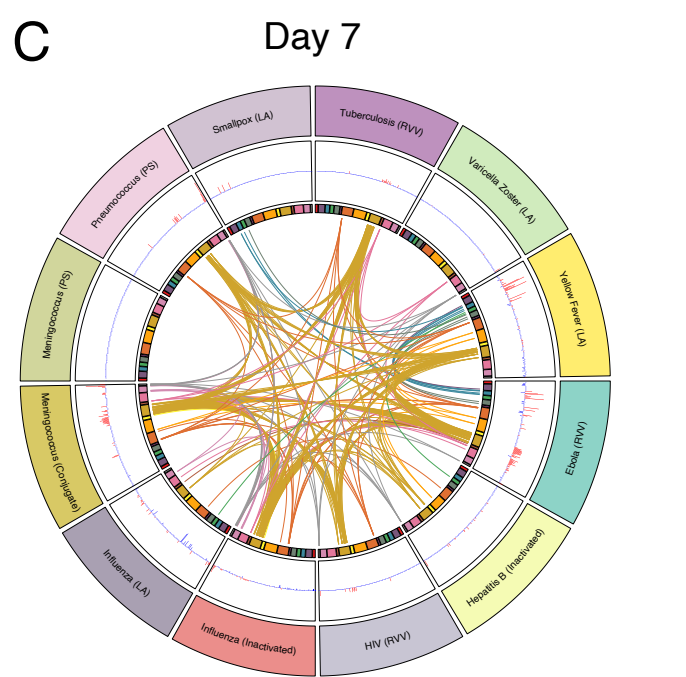 C
Day 7
Smallpox (LA)
Tuberculosis (RVV)
Varicella Zoster (LA)
Yellow Fever (LA)
Ebola (RVV)
Hepatitis B (Inactivated)
HIV (RVV)
Influenza (Inactivated)
Influenza (LA)
Meningococcus (Conjugate)
Meningococcus (PS)
Pneumococcus (PS)